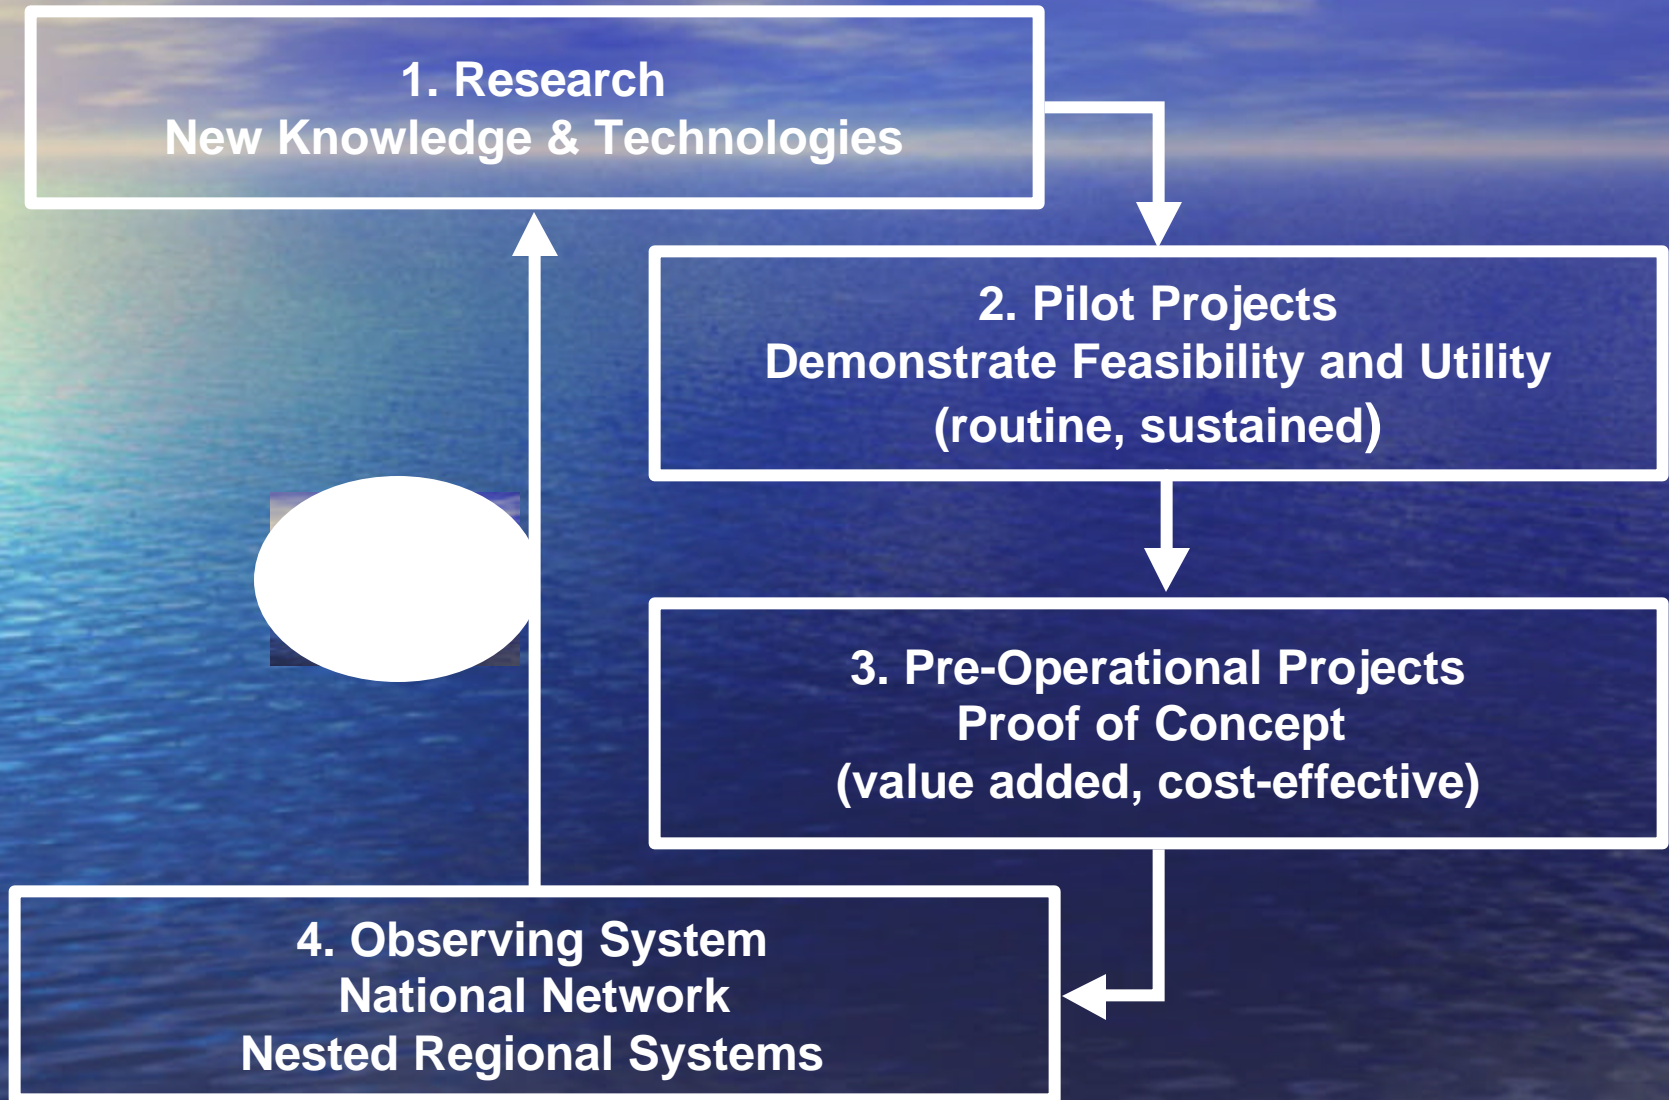 1. Research
New Knowledge & Technologies
2. Pilot Projects
Demonstrate Feasibility and Utility
(routine, sustained)
3. Pre-Operational Projects
Proof of Concept
(value added, cost-effective)
4. Observing System
National Network
Nested Regional Systems